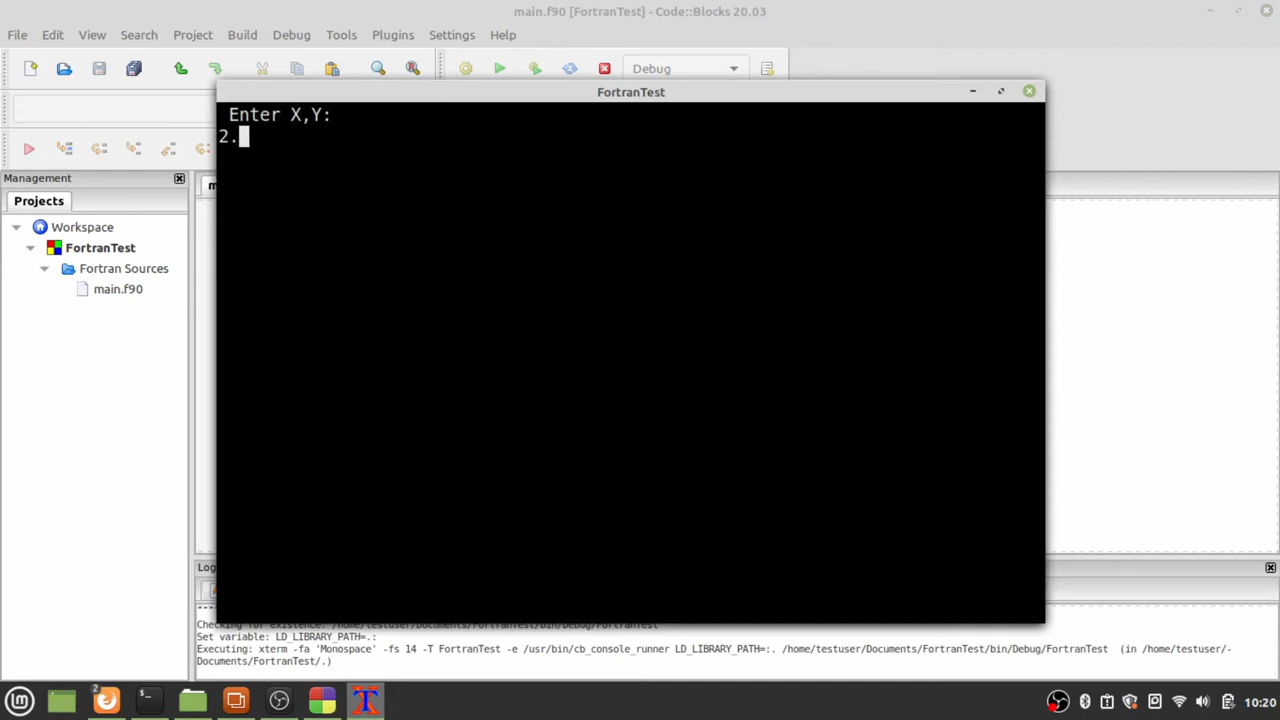 main.f90 [FortranTest] - Code::Blocks 20.03
File Edit View Search Project Build Debug Tools Plugins Settings Help
Debug
FortranTest
Enter X,Y:
2.
Management
Projects
Workspace
FortranTest
Fortran Sources
main.f90
Set variable: LD_LIBRARY_PATH=.:
Executing: xterm -fa 'Monospace' -fs 14 -T FortranTest -e /usr/bin/cb_console_runner LD_LIBRARY_PATH=:. /home/testuser/Documents/FortranTest/bin/Debug/FortranTest (in /home/testuser/-
Documents/FortranTest/.)
2
10:20